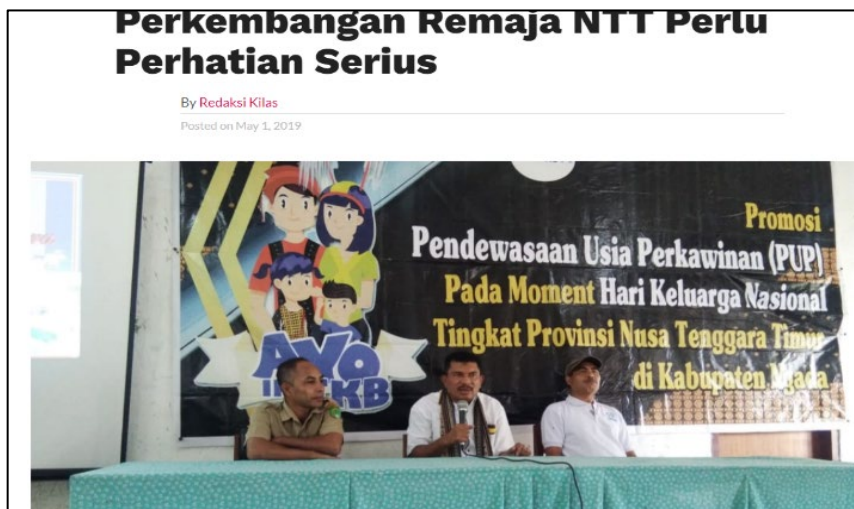 Perkembangan Remaja NTT Perlu
Perhatian Serius
By Redaksi Kilas
Posted on May 1, 2019
Promosi
Pendewasaan Usia Perkawinan (PUP)
Pada Moment Hari Keluarga Nasional
Tingkat Provinsi Nusa Tenggara Timur
di Kabupaten Ngada
AYO
KB